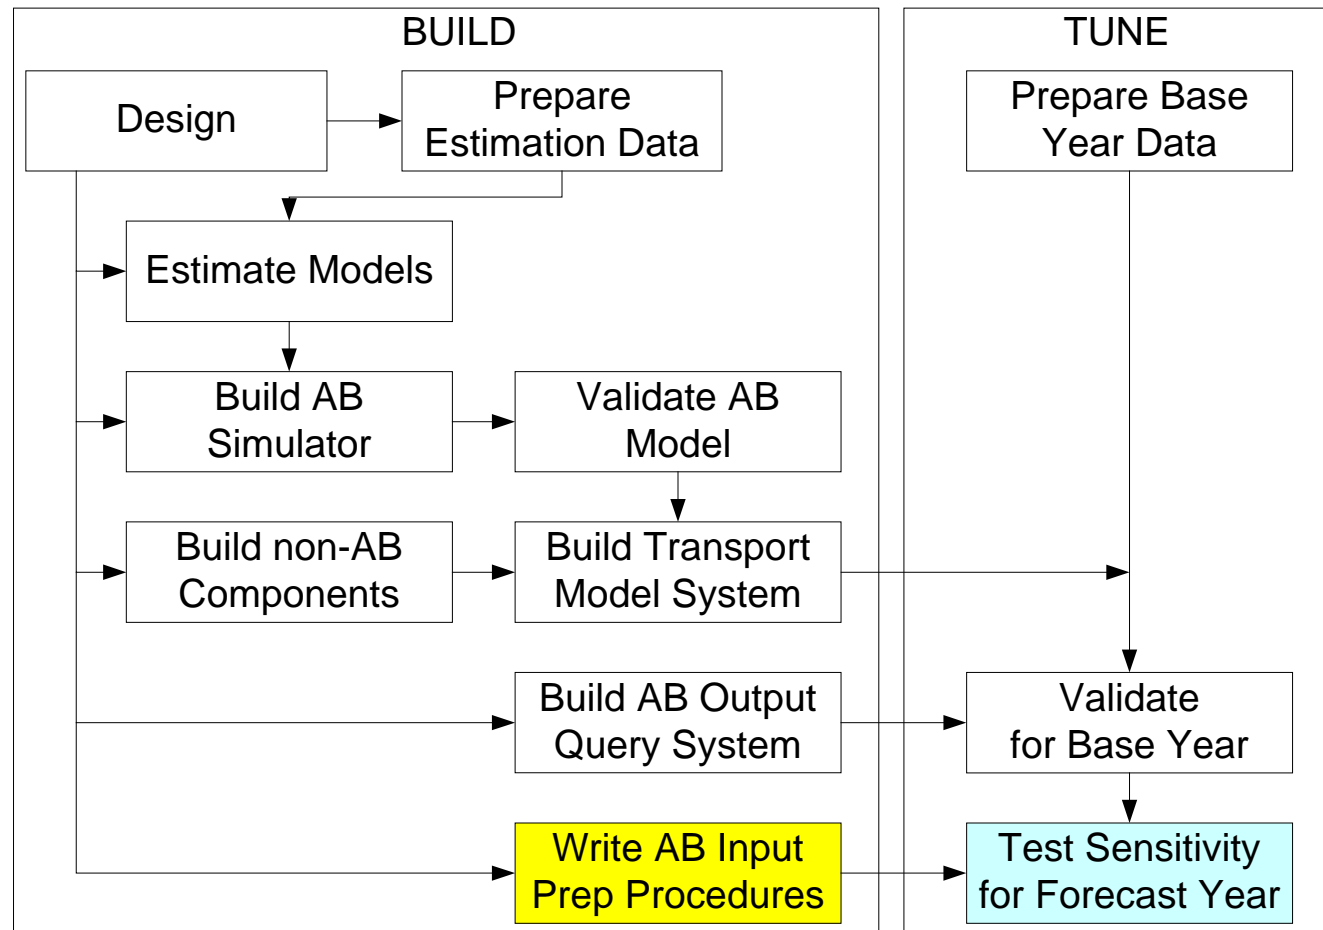 BUILD
Design
Prepare
Estimation Data
Estimate Models
Build AB
Simulator
Validate AB
Model
Build non-AB
Components
Build Transport
Model System
Build AB Output
Query System
Write AB Input
Prep Procedures
TUNE
Prepare Base
Year Data
Validate
for Base Year
Test Sensitivity
for Forecast Year